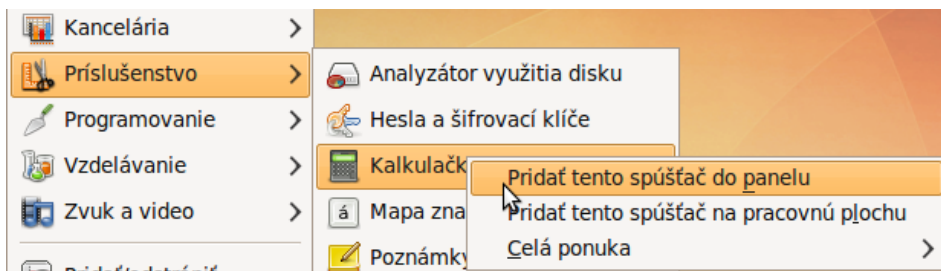 Kancelária
Príslušenstvo
Programovanie
Vzdelávanie
Zvuk a video
Analyzátor využitia disku
Hesla a šifrovací klíče
Kalkulačk
á Mapa zna
Poznámky
Pridať tento spúšťač do panelu
Pridať tento spúšťač na pracovnú plochu
Celá ponuka